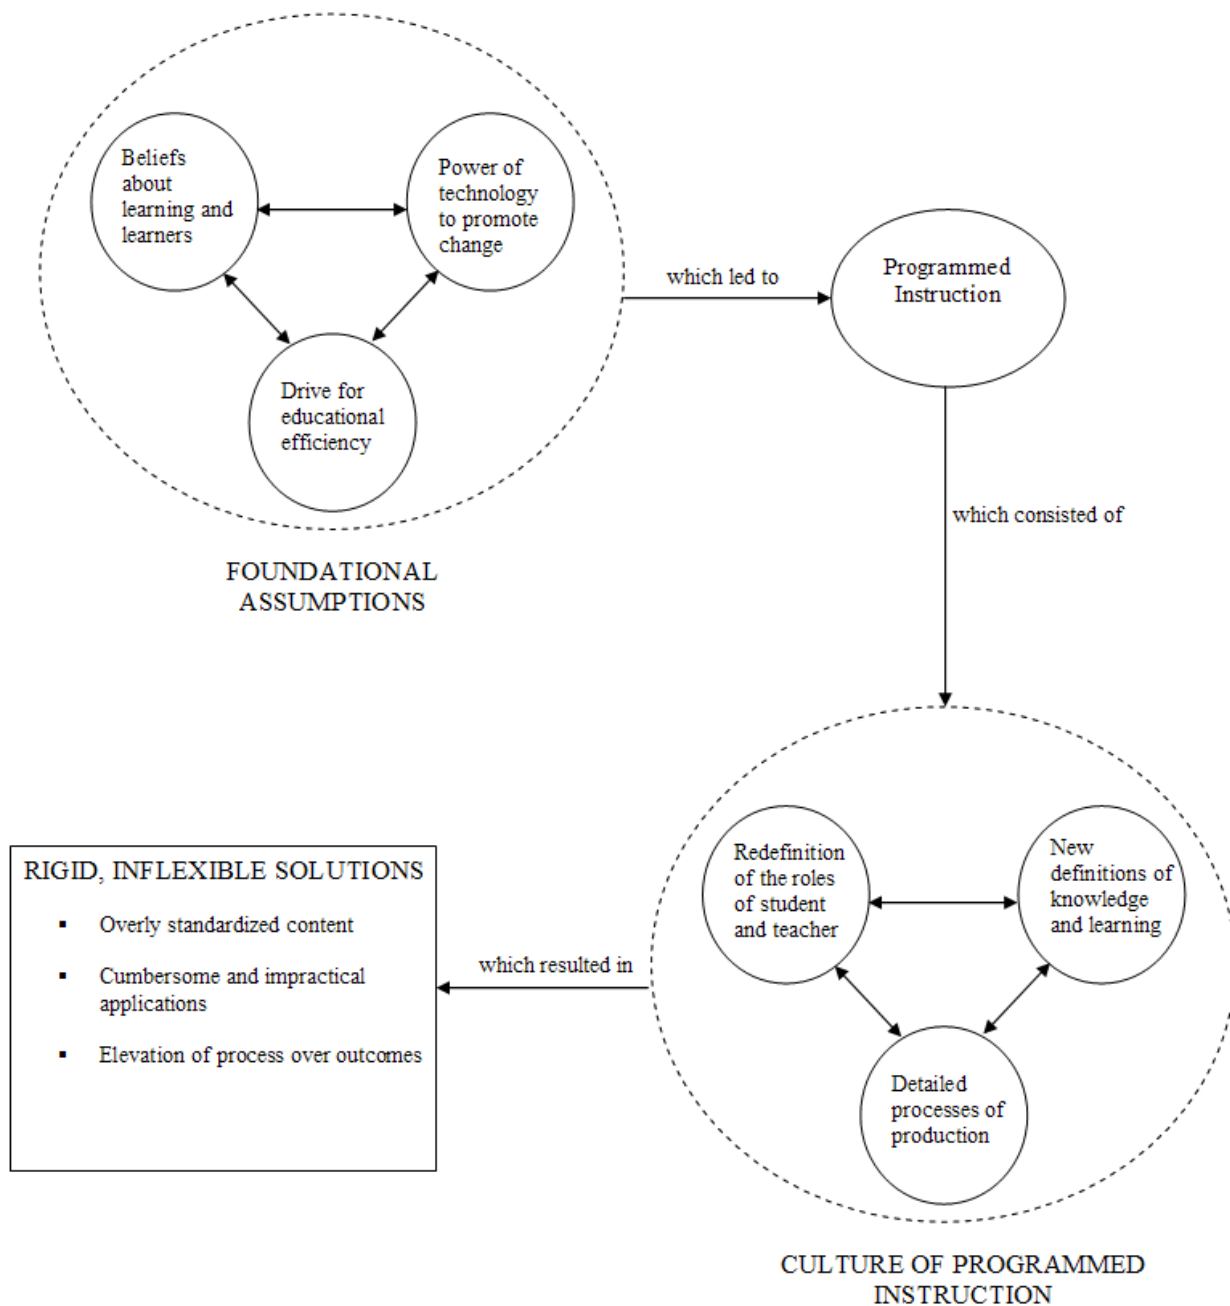 Beliefs
about
learning and
learners
Power of
technology
to promote
change
Drive for
educational
efficiency
FOUNDATIONAL
ASSUMPTIONS
which led to
Programmed
Instruction
which consisted of
Redefinition
of the roles
of student
and teacher
New
definitions of
knowledge
and learning
Detailed
processes of
production
CULTURE OF PROGRAMMED
INSTRUCTION
which resulted in
RIGID, INFLEXIBLE SOLUTIONS
▪ Overly standardized content
▪ Cumbersome and impractical
applications
▪ Elevation of process over outcomes